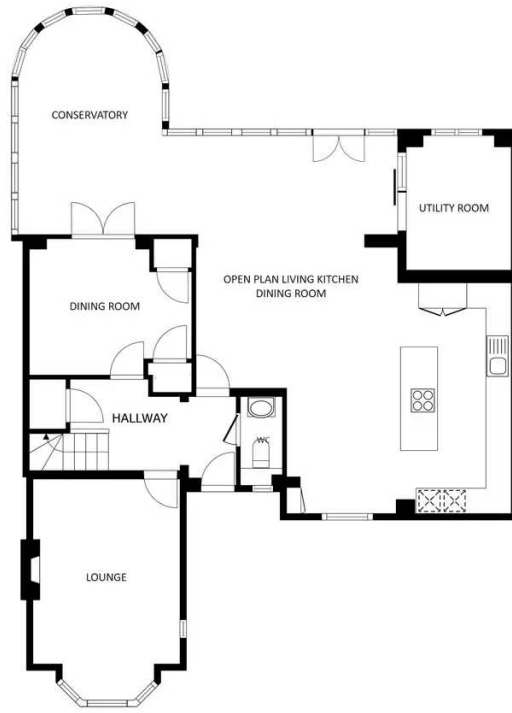 CONSERVATORY
UTILITY ROOM
OPEN PLAN LIVING KITCHEN
DINING ROOM
DINING ROOM
HALLWAY
WC
LOUNGE